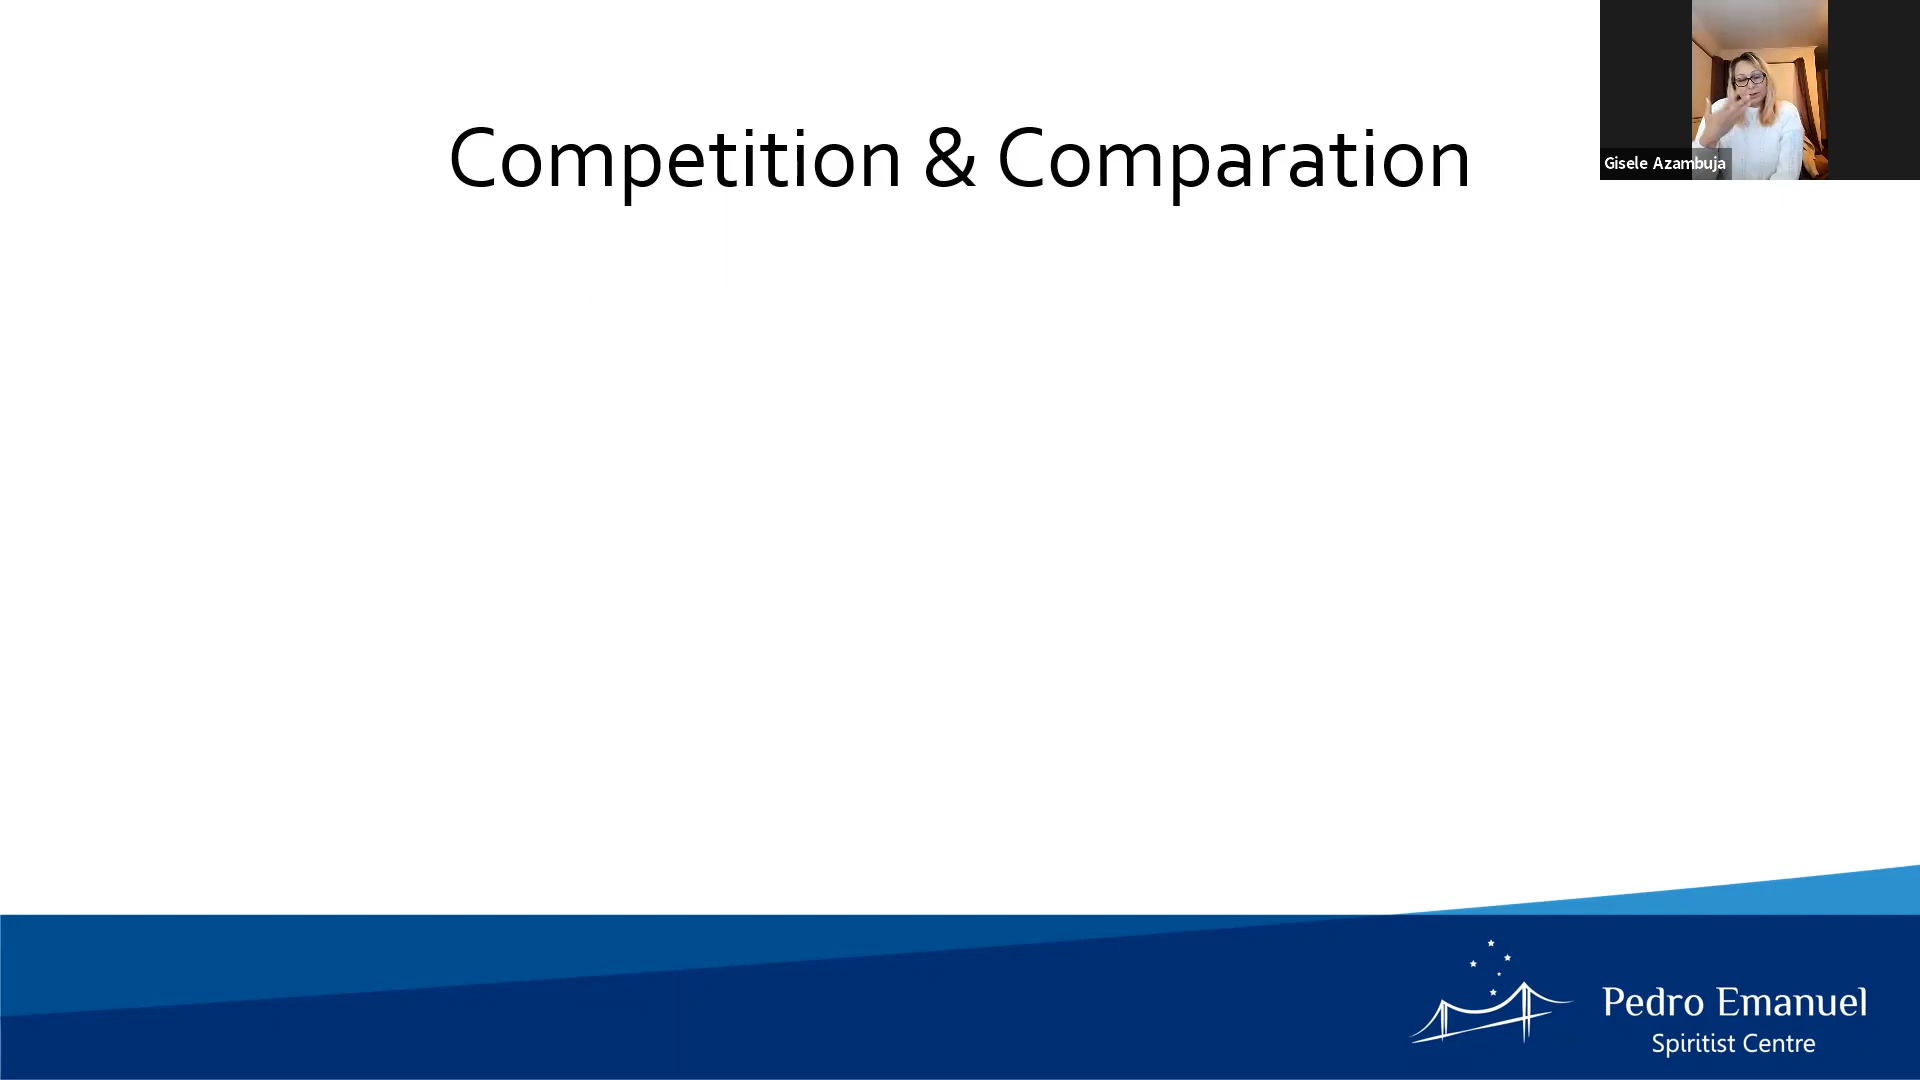 Competition & Comparation
Gisele Azambuja
Pedro Emanuel
Spiritist Centre